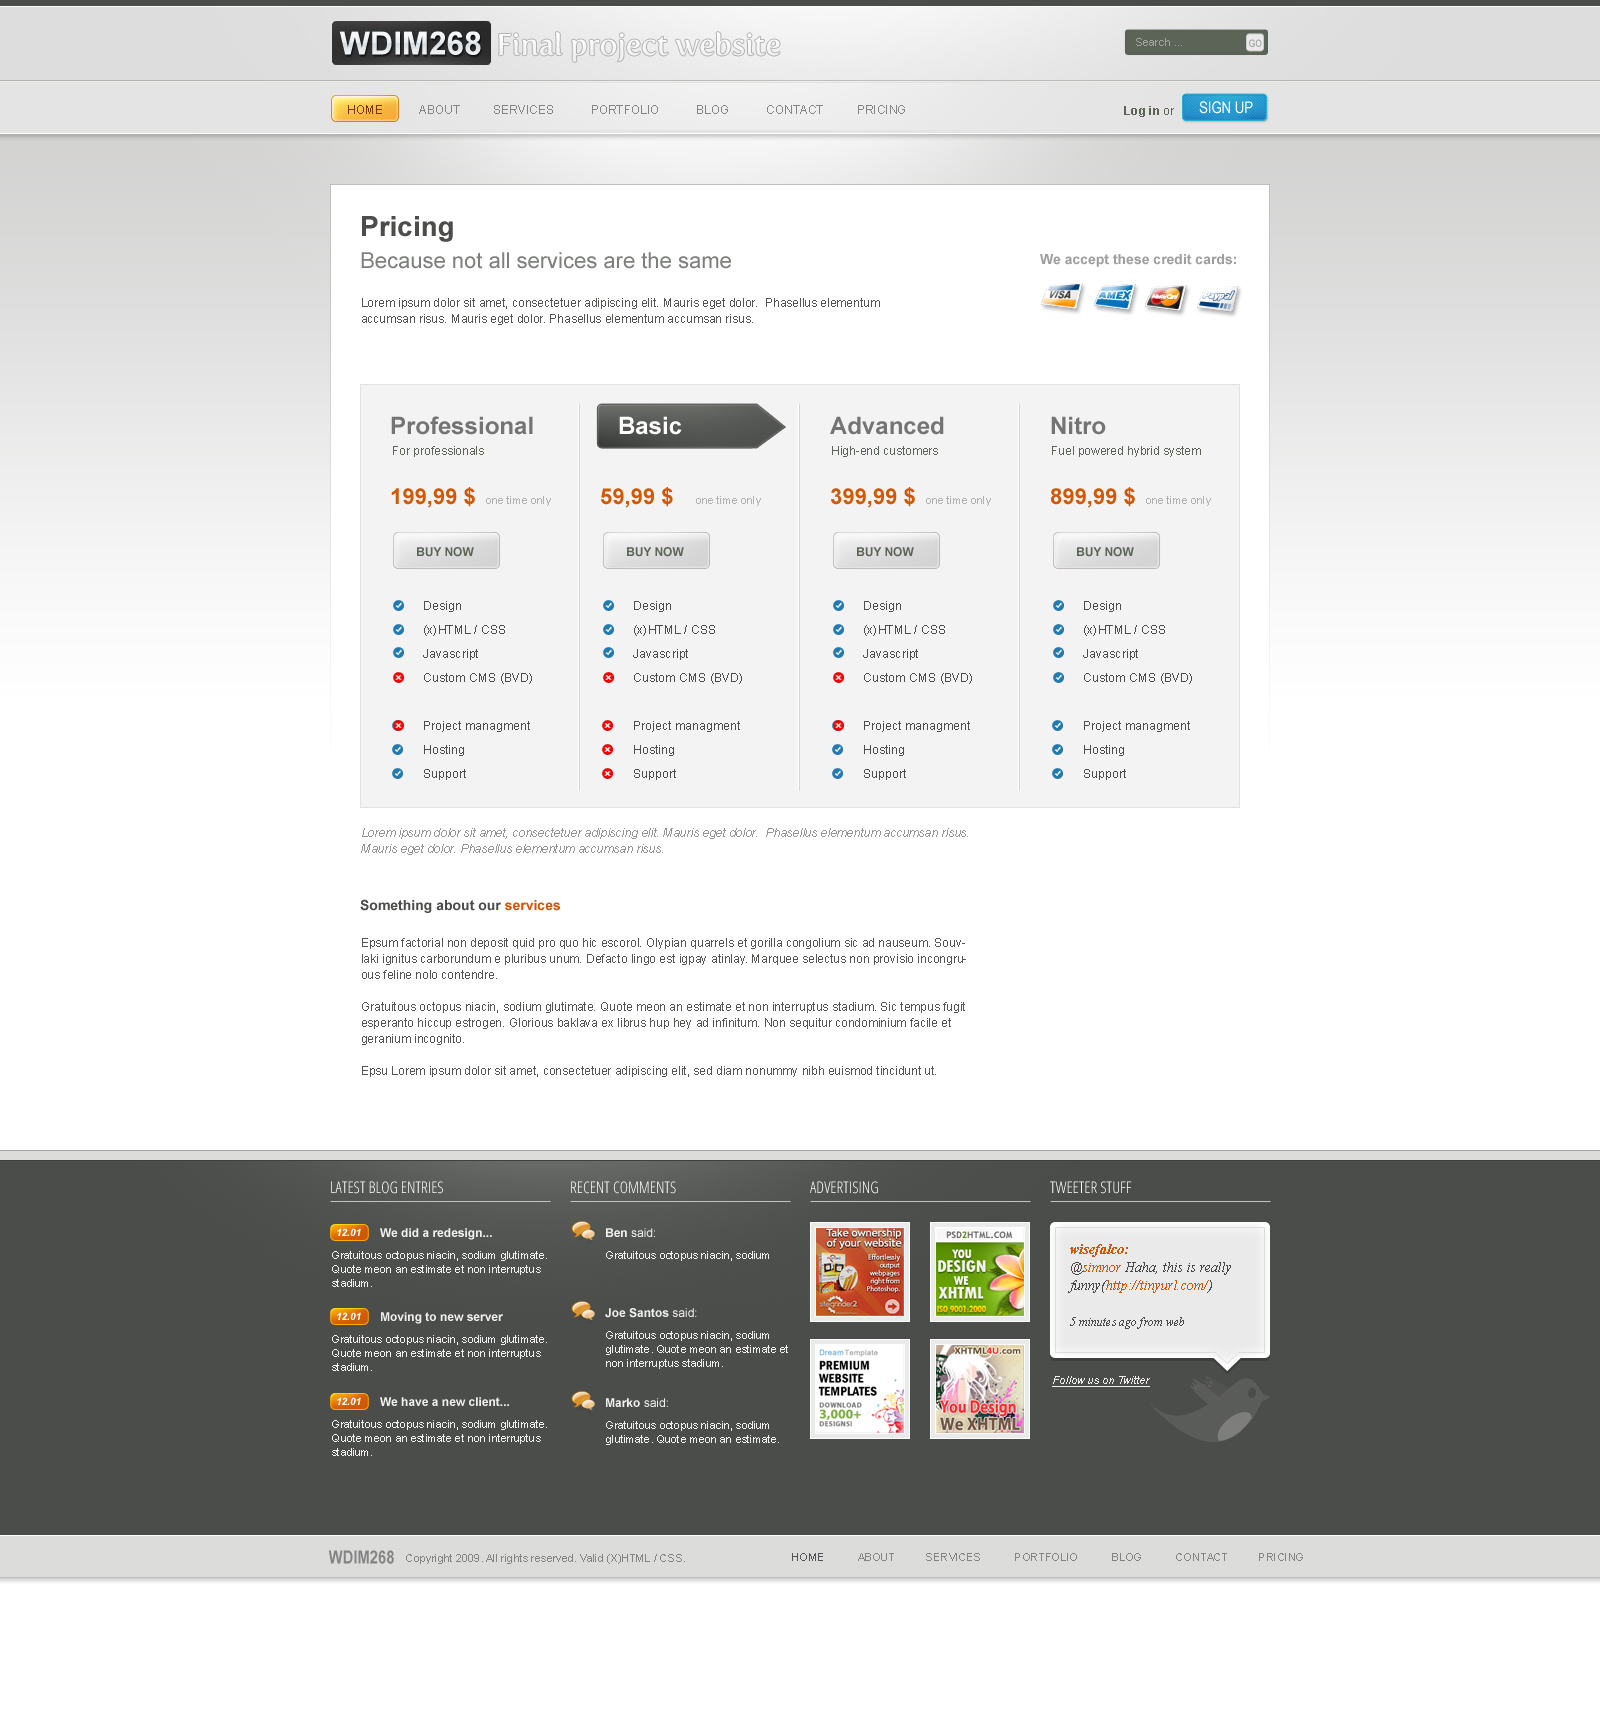 WDIM268 Final project website
Search ... GO
HOME ABOUT SERVICES PORTFOLIO BLOG CONTACT PRICING
Log in or SIGN UP
Pricing
Because not all services are the same
Lorem ipsum dolor sit amet, consectetuer adipiscing elit. Mauris eget dolor.  Phasellus elementum
accumsan risus. Mauris eget dolor. Phasellus elementum accumsan risus.
We accept these credit cards:
VISA AMEX MasterCard PayPal
Professional
For professionals
199,99 $ one time only
BUY NOW
Design
(x)HTML / CSS
Javascript
Custom CMS (BVD)
Project managment
Hosting
Support
Basic
59,99 $ one time only
BUY NOW
Design
(x)HTML / CSS
Javascript
Custom CMS (BVD)
Project managment
Hosting
Support
Advanced
High-end customers
399,99 $ one time only
BUY NOW
Design
(x)HTML / CSS
Javascript
Custom CMS (BVD)
Project managment
Hosting
Support
Nitro
Fuel powered hybrid system
899,99 $ one time only
BUY NOW
Design
(x)HTML / CSS
Javascript
Custom CMS (BVD)
Project managment
Hosting
Support
Lorem ipsum dolor sit amet, consectetuer adipiscing elit. Mauris eget dolor.  Phasellus elementum accumsan risus.
Mauris eget dolor. Phasellus elementum accumsan risus.
Something about our services
Epsum factorial non deposit quid pro quo hic escorol. Olypian quarrels et gorilla congolium sic ad nauseum. Souv-
laki ignitus carborundum e pluribus unum. Defacto lingo est igpay atinlay. Marquee selectus non provisio incongru-
ous feline nolo contendre.
Gratuitous octopus niacin, sodium glutimate. Quote meon an estimate et non interruptus stadium. Sic tempus fugit
esperanto hiccup estrogen. Glorious baklava ex librus hup hey ad infinitum. Non sequitur condominium facile et
geranium incognito.
Epsu Lorem ipsum dolor sit amet, consectetuer adipiscing elit, sed diam nonummy nibh euismod tincidunt ut.
LATEST BLOG ENTRIES
12.01 We did a redesign...
Gratuitous octopus niacin, sodium glutimate.
Quote meon an estimate et non interruptus
stadium.
12.01 Moving to new server
Gratuitous octopus niacin, sodium glutimate.
Quote meon an estimate et non interruptus
stadium.
12.01 We have a new client...
Gratuitous octopus niacin, sodium glutimate.
Quote meon an estimate et non interruptus
stadium.
RECENT COMMENTS
Ben said:
Gratuitous octopus niacin, sodium
Joe Santos said:
Gratuitous octopus niacin, sodium
glutimate. Quote meon an estimate et
non interruptus stadium.
Marko said:
Gratuitous octopus niacin, sodium
glutimate. Quote meon an estimate.
ADVERTISING
Take ownership
of your website
Effortlessly
output
webpages
right from
Photoshop.
sitegrinder2
PSD2HTML.COM
YOU
DESIGN
WE
XHTML
ISO 9001:2000
DreamTemplate
PREMIUM
WEBSITE
TEMPLATES
DOWNLOAD
3,000+
DESIGNS!
XHTML4U.com
You Design
We XHTML
TWEETER STUFF
wisefalco:
@simnor Haha, this is really
funny(http://tinyurl.com/)
5 minutes ago from web
Follow us on Twitter
WDIM268 Copyright 2009. All rights reserved. Valid (X)HTML / CSS.
HOME ABOUT SERVICES PORTFOLIO BLOG CONTACT PRICING